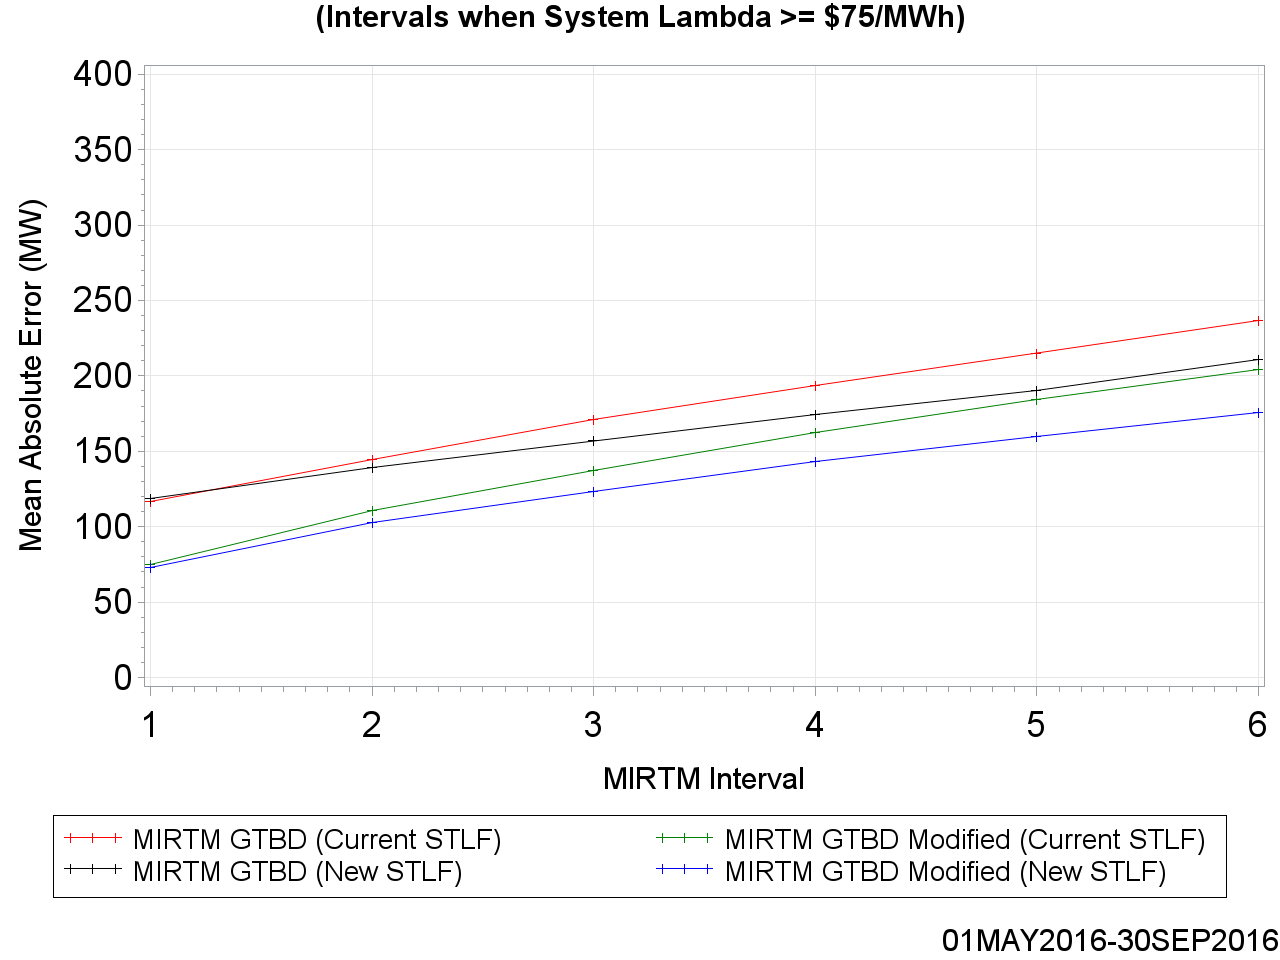 (Intervals when System Lambda >= $75/MWh)
400
350
300
250
200
150
100
50
0
Mean Absolute Error (MW)
1 2 3 4 5 6
MIRTM Interval
MIRTM GTBD (Current STLF) MIRTM GTBD Modified (Current STLF)
MIRTM GTBD (New STLF) MIRTM GTBD Modified (New STLF)
01MAY2016-30SEP2016